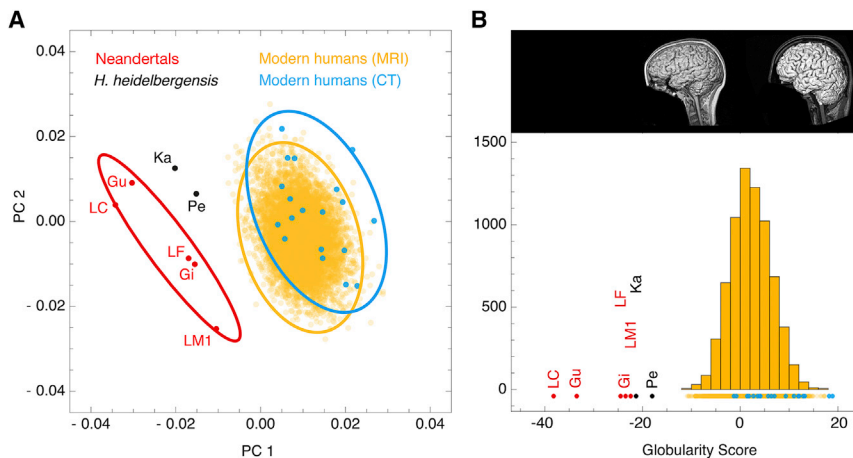 A
0.04
0.02
0.00
- 0.02
- 0.04
PC 2
Neandertals
H. heidelbergensis
Modern humans (MRI)
Modern humans (CT)
Ka
Pe
Gu
LC
LF
Gi
LM1
- 0.04
- 0.02
0.00
0.02
0.04
PC 1
B
1500
1000
500
0
LC
Gu
LF
Gi
LM1
Ka
Pe
-40
-20
0
20
Globularity Score